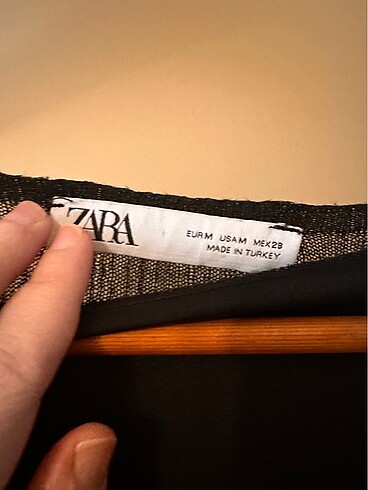 ZARA
EUR M USA M MEX 28
MADE IN TURKEY